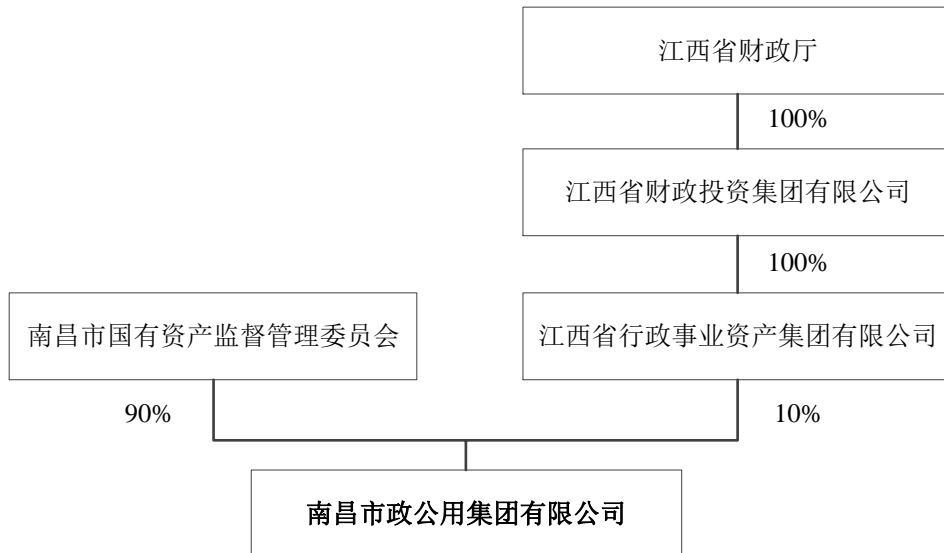 江西省财政厅
100%
江西省财政投资集团有限公司
100%
南昌市国有资产监督管理委员会
江西省行政事业资产集团有限公司
90%
10%
南昌市政公用集团有限公司